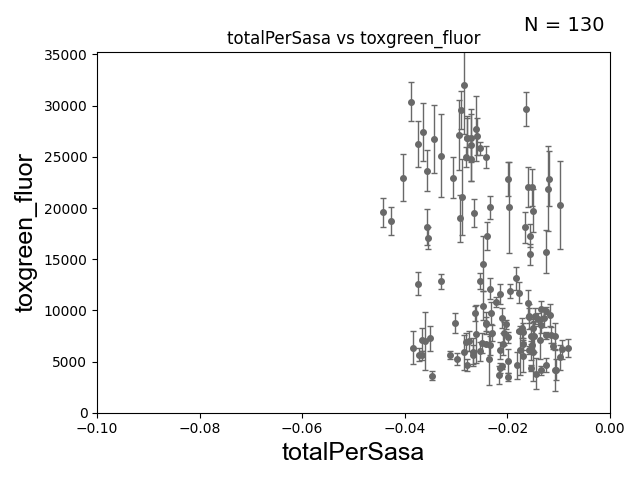 N = 130
totalPerSasa vs toxgreen_fluor
35000
30000
25000
20000
15000
10000
5000
0
toxgreen_fluor
−0.10 −0.08 −0.06 −0.04 −0.02 0.00
totalPerSasa